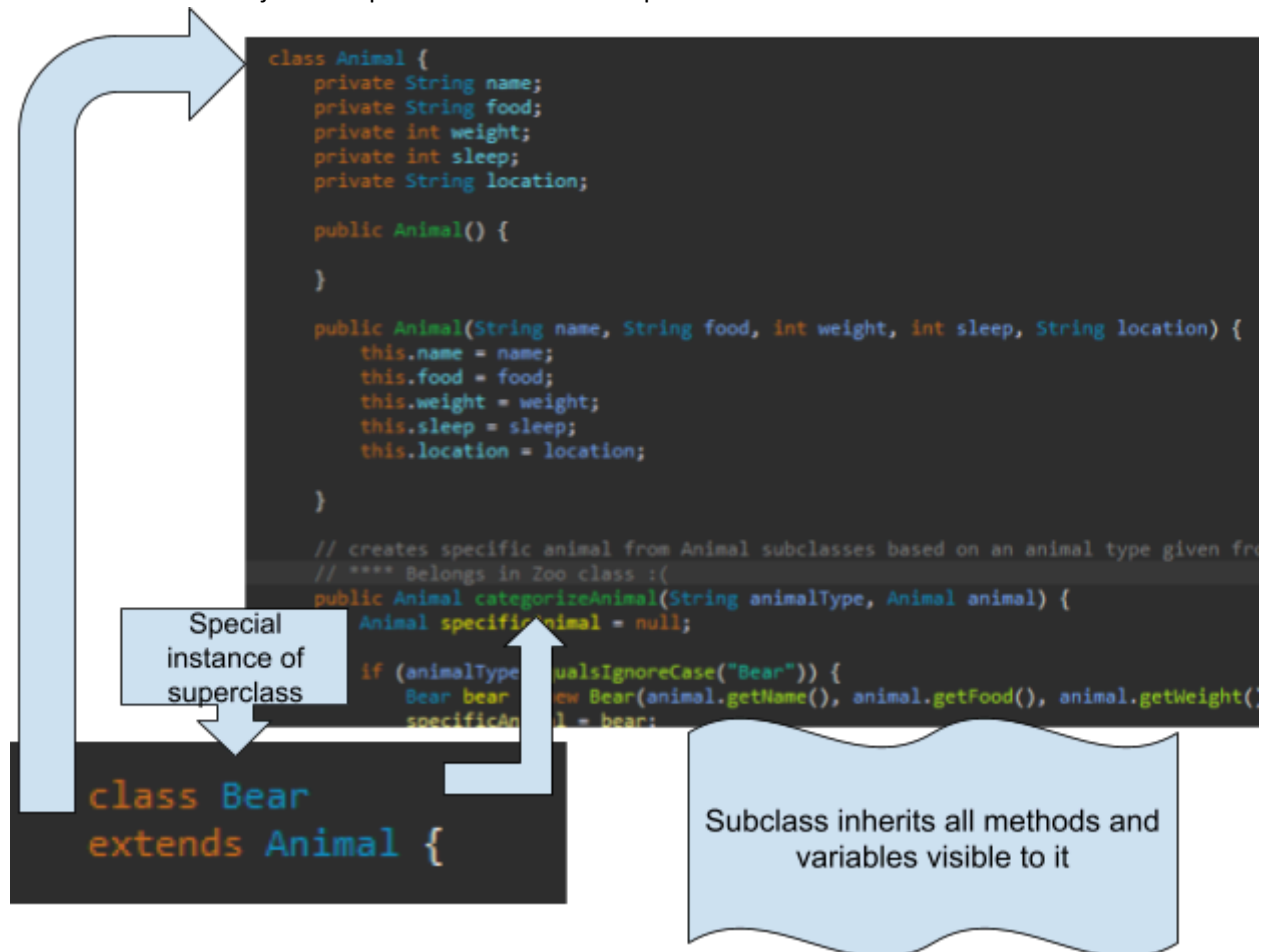 class Animal {
private String name;
private String food;
private int weight;
private int sleep;
private String location;
public Animal() {
}
public Animal(String name, String food, int weight, int sleep, String location) {
this.name = name;
this.food = food;
this.weight = weight;
this.sleep = sleep;
this.location = location;
}
// creates specific animal from Animal subclasses based on an animal type given
// **** Belongs in Zoo class :(
public Animal categorizeAnimal(String animalType, Animal animal) {
Animal = null;
if (animalType ("Bear")) {
Bear bear Bear(animal.getName(), animal.getFood(), animal.getWeight()
= bear;
Special
instance of
superclass
class Bear
extends Animal {
Subclass inherits all methods and
variables visible to it